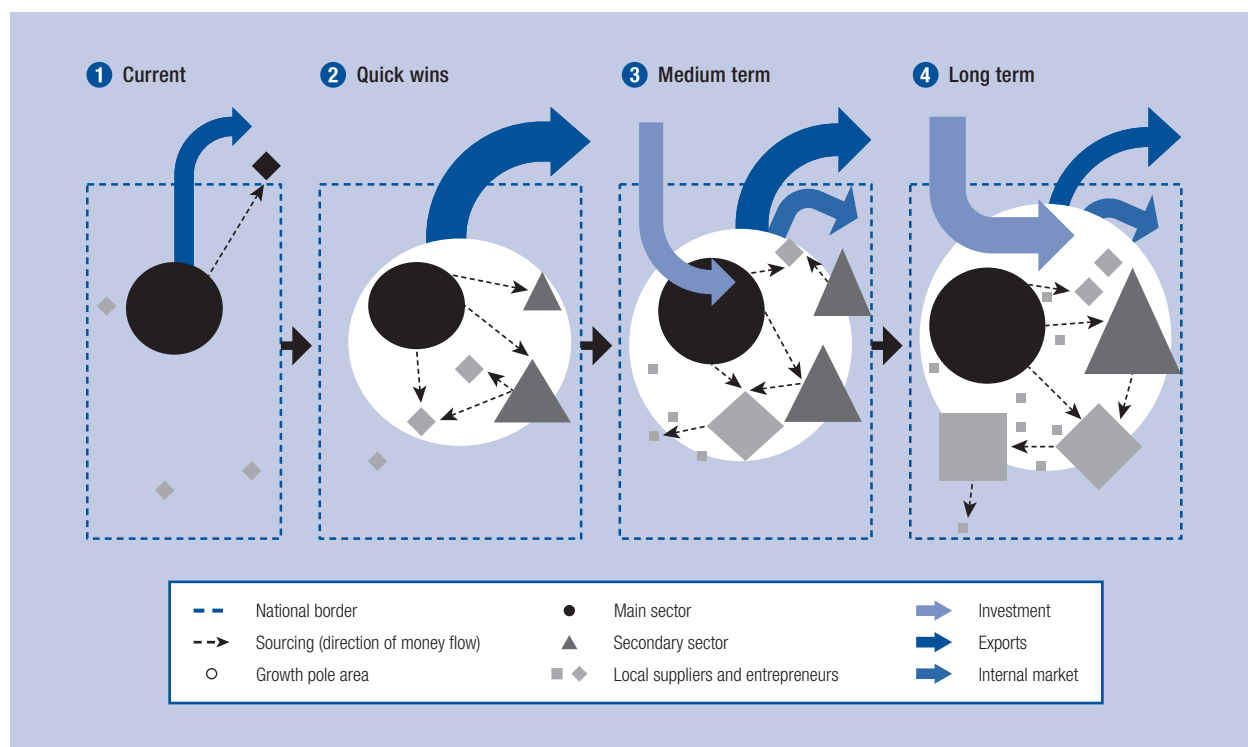 1 Current
2 Quick wins
3 Medium term
4 Long term
National border
Main sector
Investment
Sourcing (direction of money flow)
Secondary sector
Exports
Growth pole area
Local suppliers and entrepreneurs
Internal market